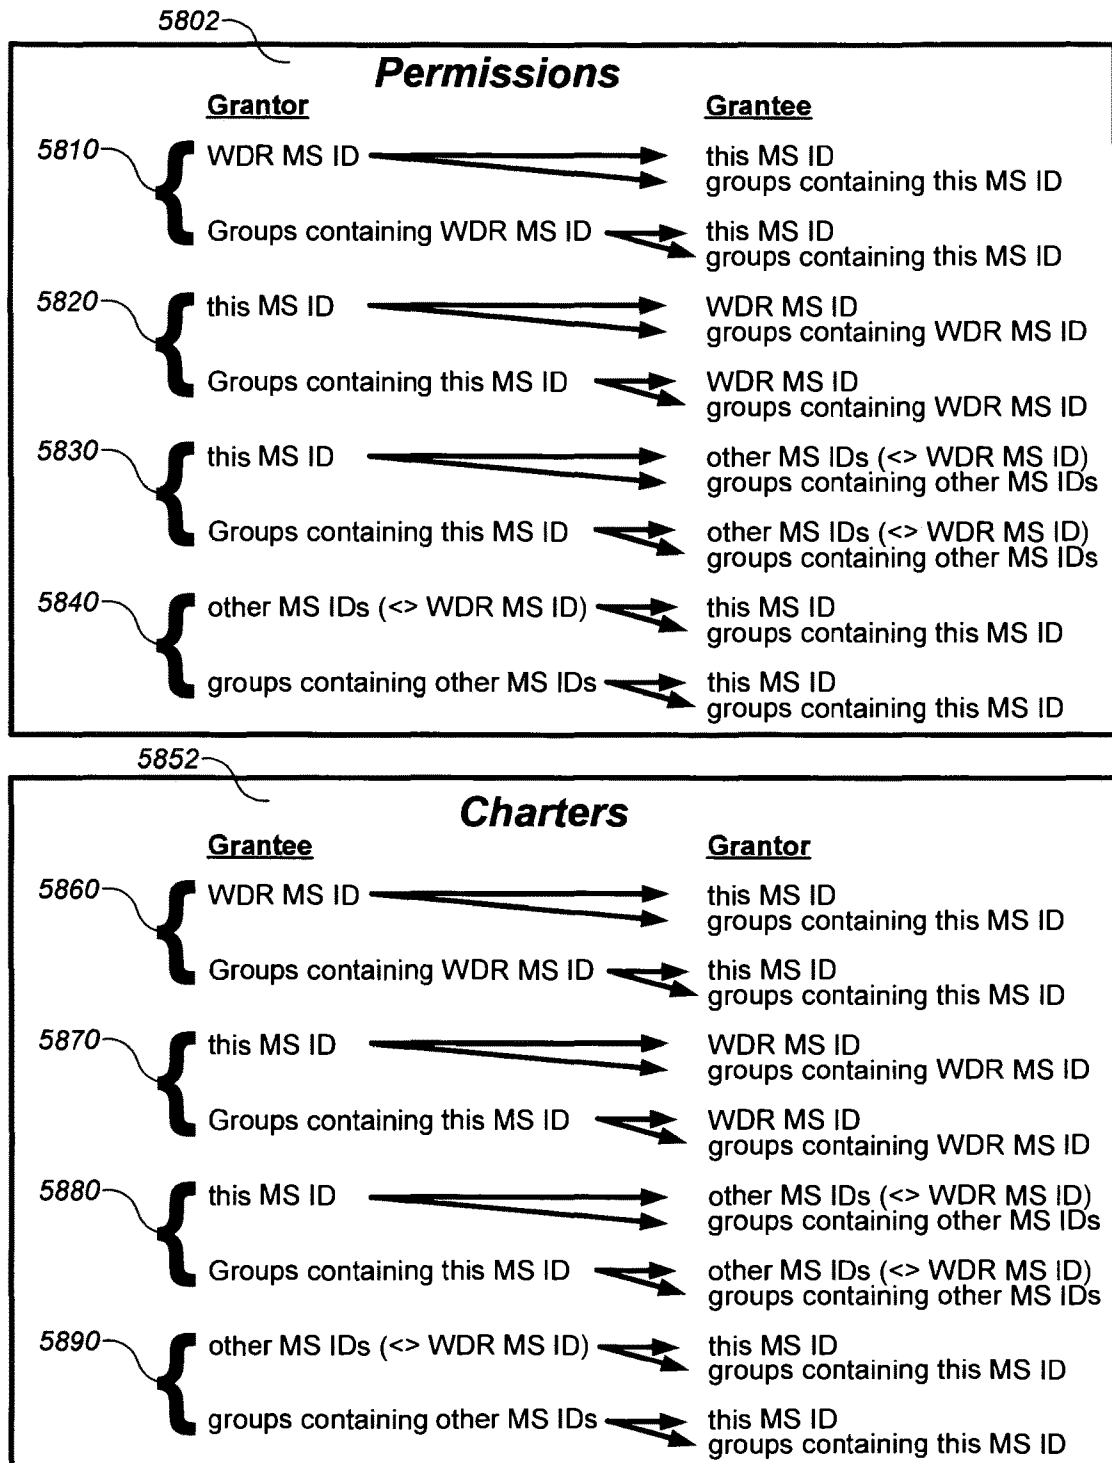 5802
Permissions
Grantor Grantee
5810 WDR MS ID this MS ID
groups containing this MS ID
Groups containing WDR MS ID this MS ID
groups containing this MS ID
5820 this MS ID WDR MS ID
groups containing WDR MS ID
Groups containing this MS ID WDR MS ID
groups containing WDR MS ID
5830 this MS ID other MS IDs (<> WDR MS ID)
groups containing other MS IDs
Groups containing this MS ID other MS IDs (<> WDR MS ID)
groups containing other MS IDs
5840 other MS IDs (<> WDR MS ID) this MS ID
groups containing this MS ID
groups containing other MS IDs this MS ID
groups containing this MS ID
5852
Charters
Grantee Grantor
5860 WDR MS ID this MS ID
groups containing this MS ID
Groups containing WDR MS ID this MS ID
groups containing this MS ID
5870 this MS ID WDR MS ID
groups containing WDR MS ID
Groups containing this MS ID WDR MS ID
groups containing WDR MS ID
5880 this MS ID other MS IDs (<> WDR MS ID)
groups containing other MS IDs
Groups containing this MS ID other MS IDs (<> WDR MS ID)
groups containing other MS IDs
5890 other MS IDs (<> WDR MS ID) this MS ID
groups containing this MS ID
groups containing other MS IDs this MS ID
groups containing this MS ID